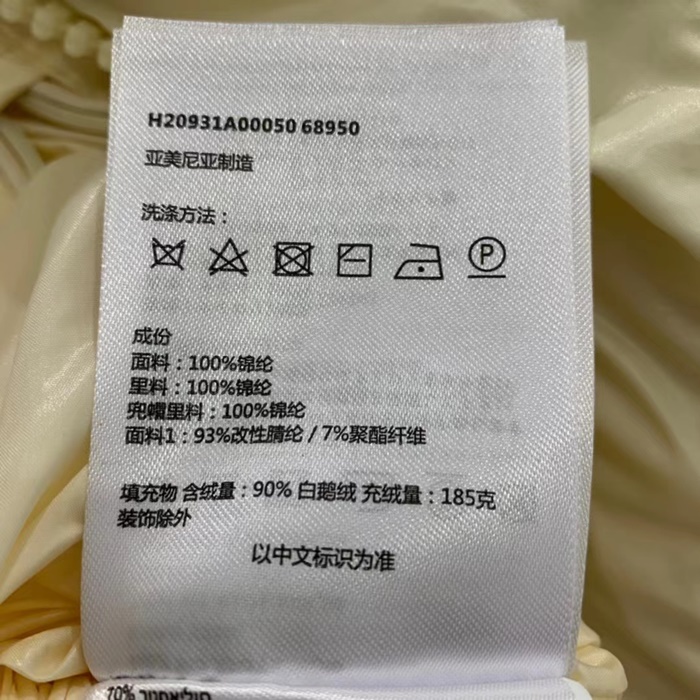 H20931A00050 68950
亚美尼亚制造
洗涤方法：
P
成份
面料：100%锦纶
里料：100%锦纶
兜帽里料：100%锦纶
面料1：93%改性腈纶 / 7%聚酯纤维
填充物 含绒量：90% 白鹅绒 充绒量：185克
装饰除外
以中文标识为准
70%